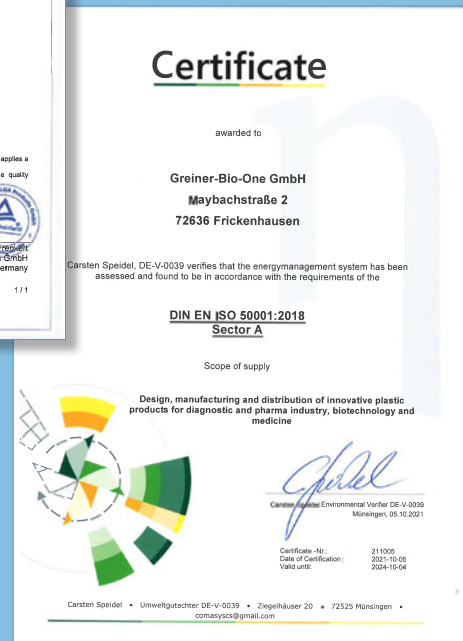 Certificate
awarded to
Greiner-Bio-One GmbH
Maybachstraße 2
72636 Frickenhausen
Carsten Speidel, DE-V-0039 verifies that the energymanagement system has been
assessed and found to be in accordance with the requirements of the
DIN EN ISO 50001:2018
Sector A
Scope of supply
Design, manufacturing and distribution of innovative plastic
products for diagnostic and pharma industry, biotechnology and
medicine
Carsten Speidel Environmental Verifier DE-V-0039
Münsingen, 05.10.2021
Certificate -Nr.: 211005
Date of Certification: 2021-10-05
Valid until: 2024-10-04
Carsten Speidel • Umweltgutachter DE-V-0039 • Ziegelhäuser 20 • 72525 Münsingen •
comasyscs@gmail.com
applies a
e quality
GmbH
ermany
1 / 1